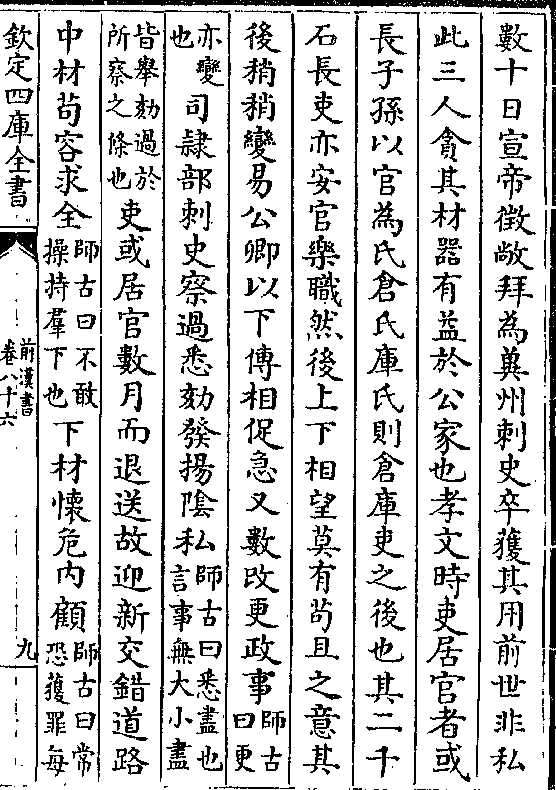 數十日宣帝徵敞拜為兾州刺史卒獲其用前世非私
此三人貪其材器有益於公家也孝文時吏居官者或
長子孫以官為氏倉氏庫氏則倉庫吏之後也其二千
石長吏亦安官樂職然後上下相望莫有茍且之意其
後稍稍變易公卿以下傳相促急又數改更政事師古
曰更
亦變
也司隷部刺史察過悉劾發揚隂私師古曰悉盡也
言事無大小盡
皆舉劾過於
所察之條也吏或居官數月而退送故迎新交錯道路
中材茍容求全師古曰不敢
操持羣下也下材懷危内顧師古曰常
恐獲罪每
欽定四庫全書
前漢書
卷八十六
九